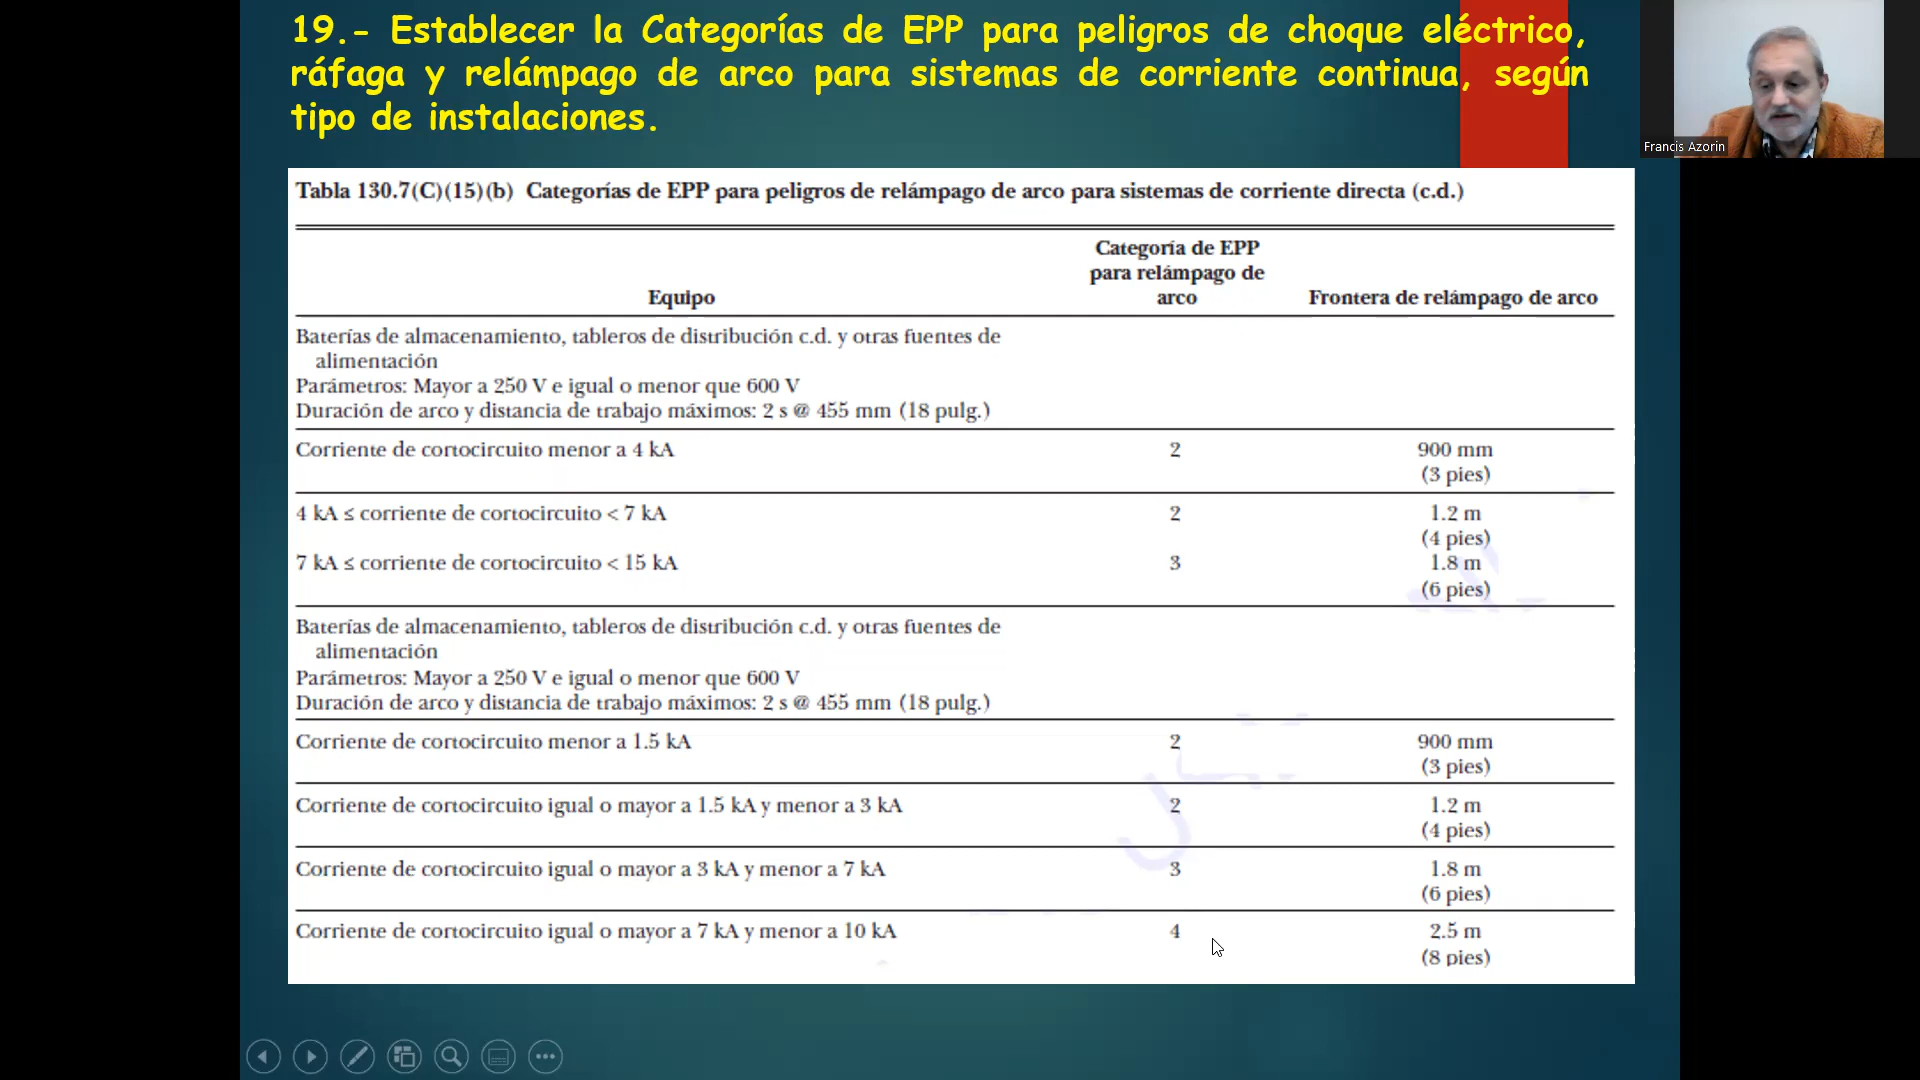 19.- Establecer la Categorías de EPP para peligros de choque eléctrico,
ráfaga y relámpago de arco para sistemas de corriente continua, según
tipo de instalaciones.
Francis Azorin
Tabla 130.7(C)(15)(b) Categorías de EPP para peligros de relámpago de arco para sistemas de corriente directa (c.d.)
Categoría de EPP
para relámpago de
Equipo arco Frontera de relámpago de arco
Baterías de almacenamiento, tableros de distribución c.d. y otras fuentes de
alimentación
Parámetros: Mayor a 250 V e igual o menor que 600 V
Duración de arco y distancia de trabajo máximos: 2 s @ 455 mm (18 pulg.)
Corriente de cortocircuito menor a 4 kA 2 900 mm
(3 pies)
4 kA ≤ corriente de cortocircuito < 7 kA 2 1.2 m
(4 pies)
7 kA ≤ corriente de cortocircuito < 15 kA 3 1.8 m
(6 pies)
Baterías de almacenamiento, tableros de distribución c.d. y otras fuentes de
alimentación
Parámetros: Mayor a 250 V e igual o menor que 600 V
Duración de arco y distancia de trabajo máximos: 2 s @ 455 mm (18 pulg.)
Corriente de cortocircuito menor a 1.5 kA 2 900 mm
(3 pies)
Corriente de cortocircuito igual o mayor a 1.5 kA y menor a 3 kA 2 1.2 m
(4 pies)
Corriente de cortocircuito igual o mayor a 3 kA y menor a 7 kA 3 1.8 m
(6 pies)
Corriente de cortocircuito igual o mayor a 7 kA y menor a 10 kA 4 2.5 m
(8 pies)